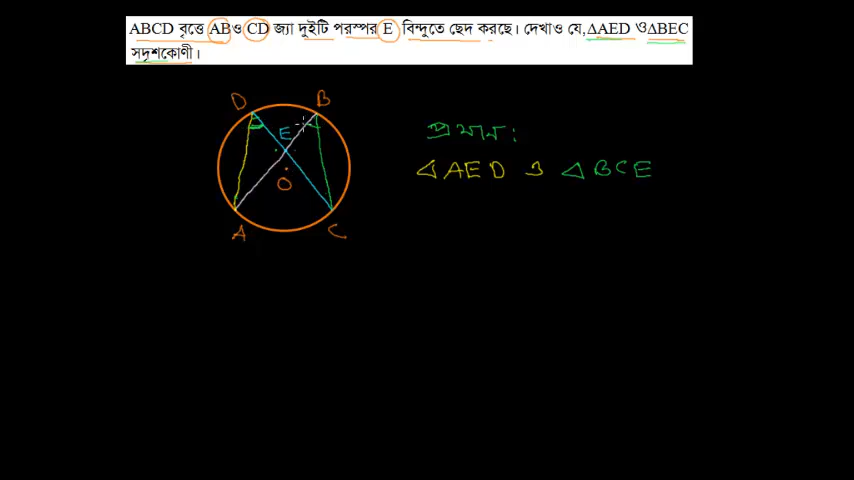 ABCD বৃত্তে AB ও CD জ্যা দুইটি পরস্পর E বিন্দুতে ছেদ করছে। দেখাও যে, ΔAED ও ΔBEC
সদৃশকোণী।
D B
E
প্রমান:
ΔAED ও ΔBCE
O
A C